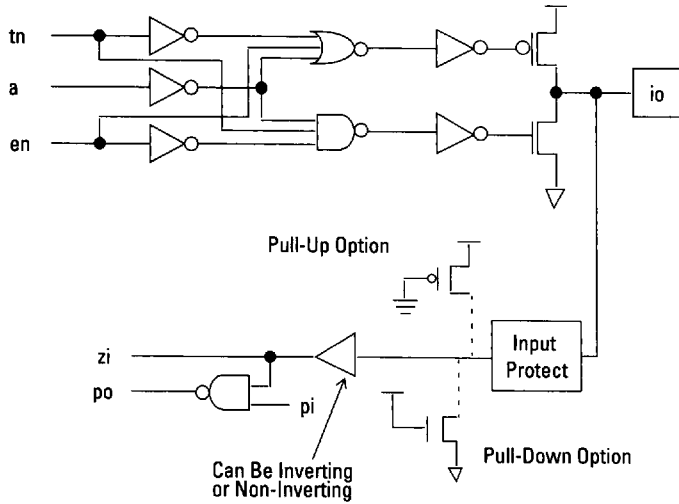 tn
a
en
io
Pull-Up Option
Input
Protect
zi
po
pi
Can Be Inverting
or Non-Inverting
Pull-Down Option